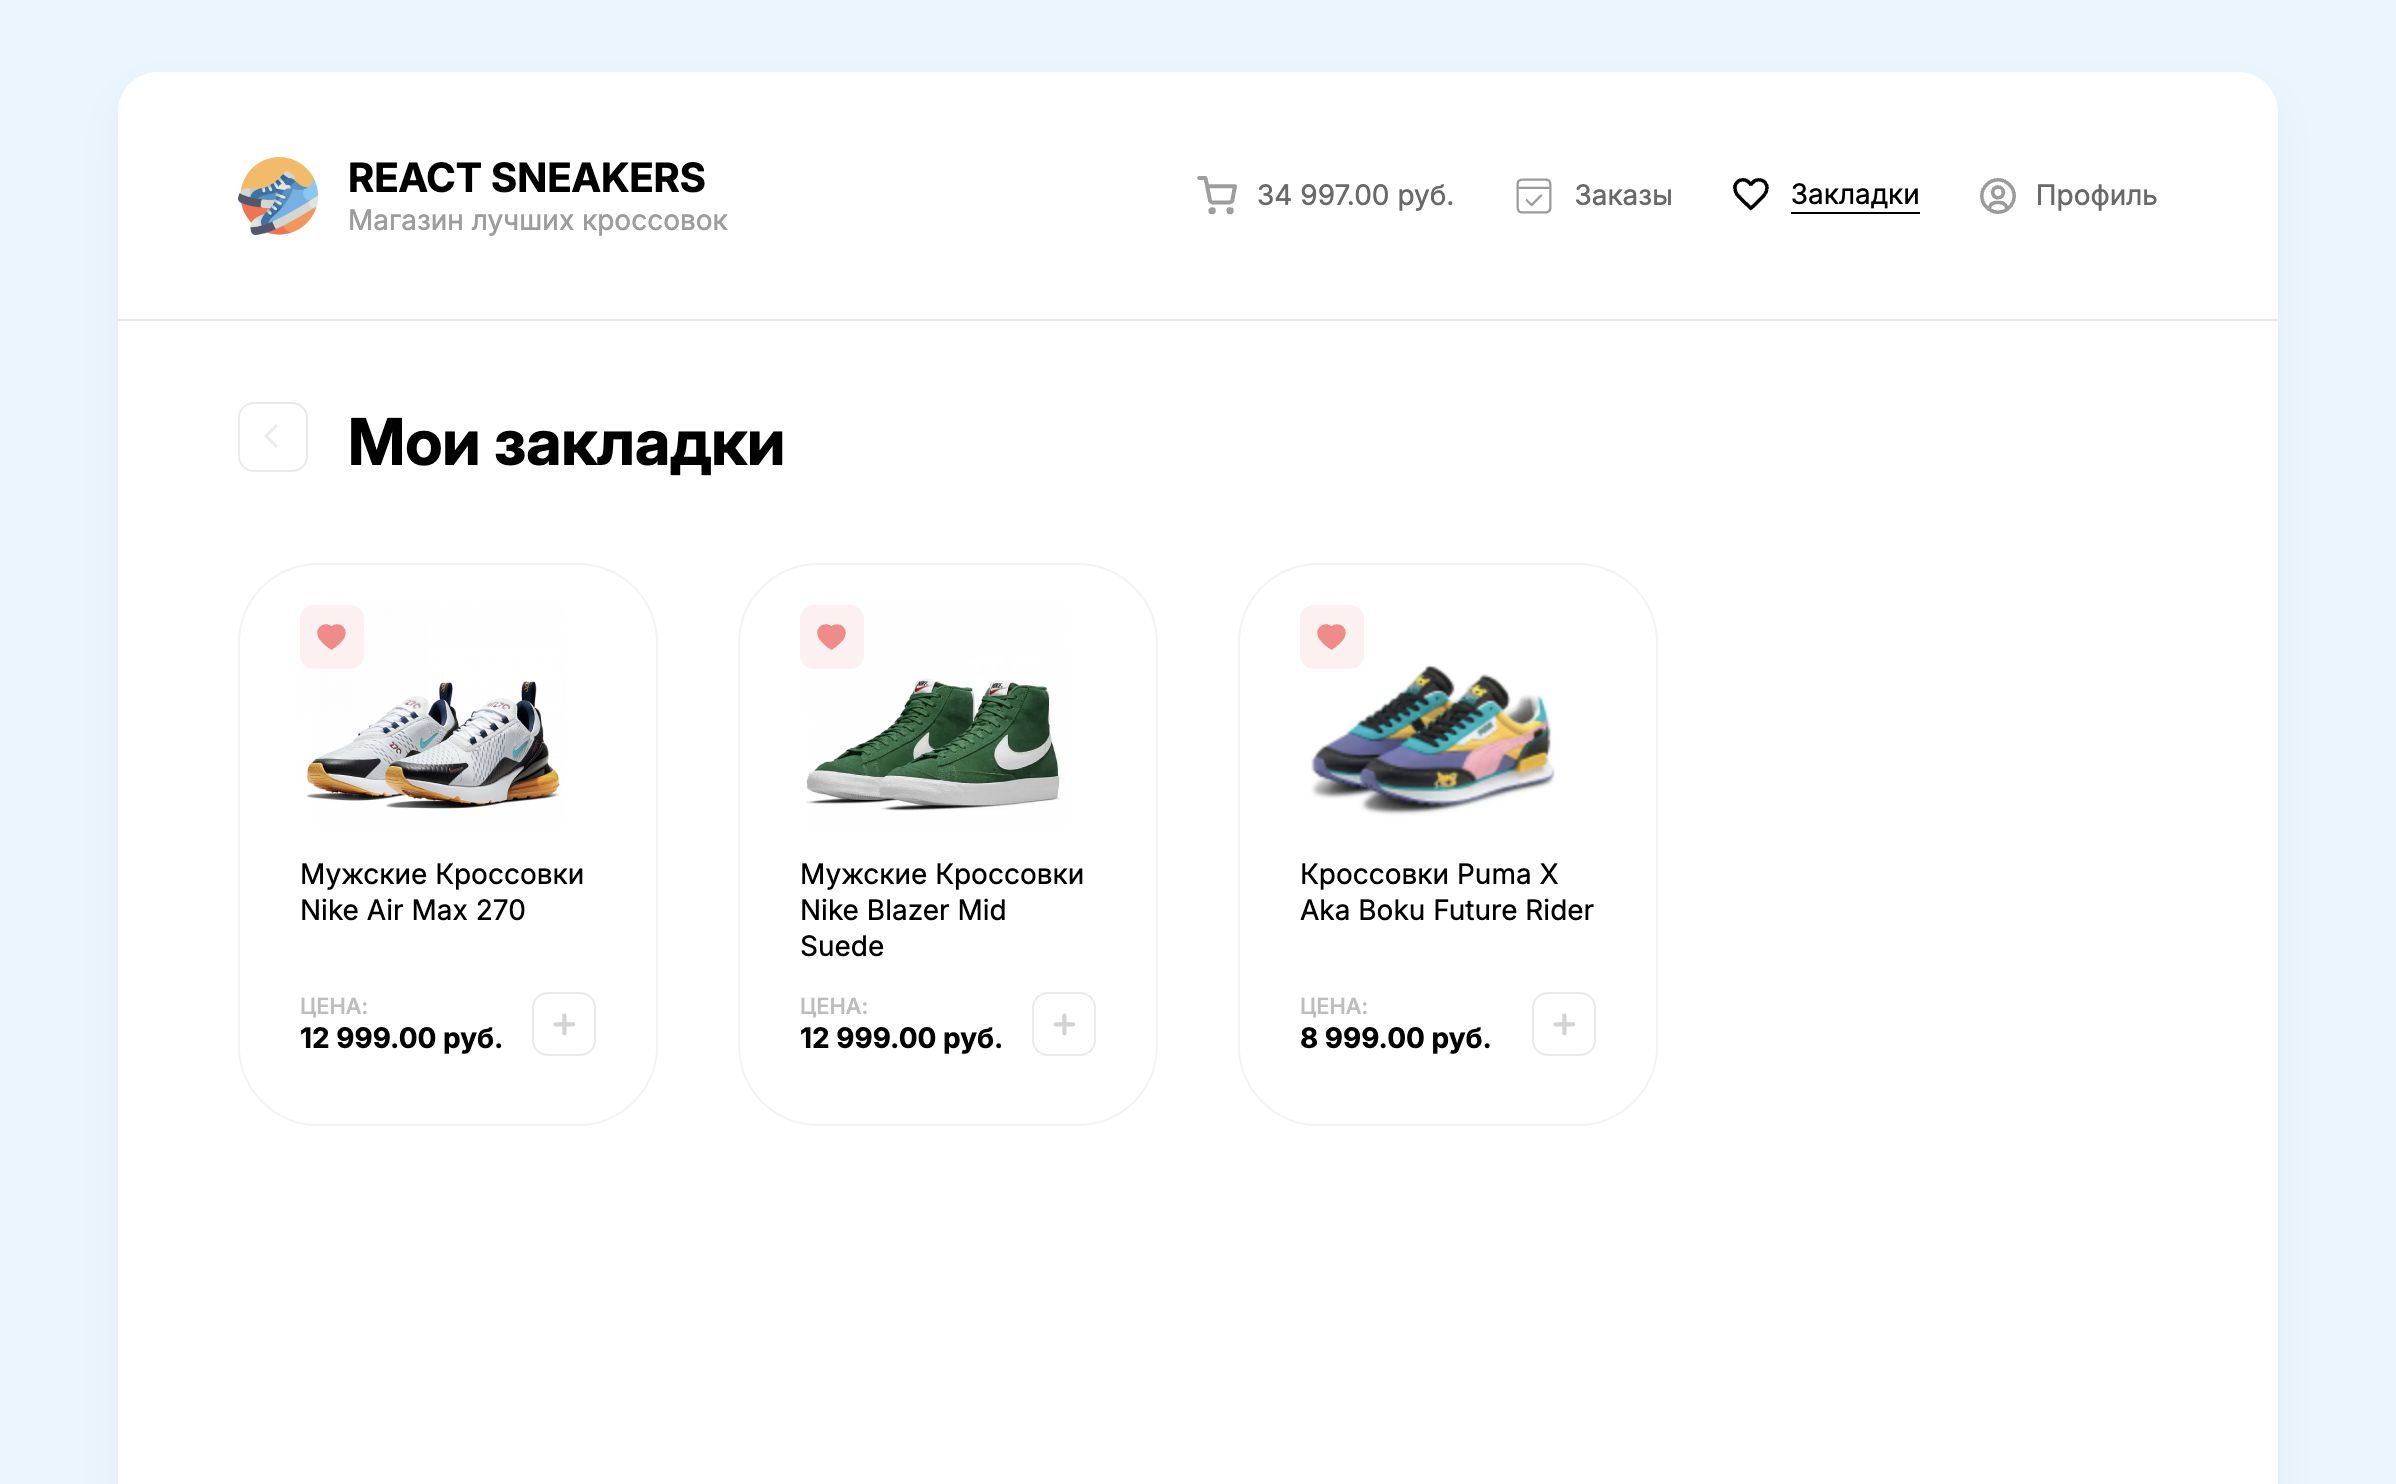 REACT SNEAKERS
Магазин лучших кроссовок
34 997.00 руб.
Заказы
Закладки
Профиль
Мои закладки
Мужские Кроссовки
Nike Air Max 270
ЦЕНА:
12 999.00 руб.
Мужские Кроссовки
Nike Blazer Mid
Suede
ЦЕНА:
12 999.00 руб.
Кроссовки Puma X
Aka Boku Future Rider
ЦЕНА:
8 999.00 руб.